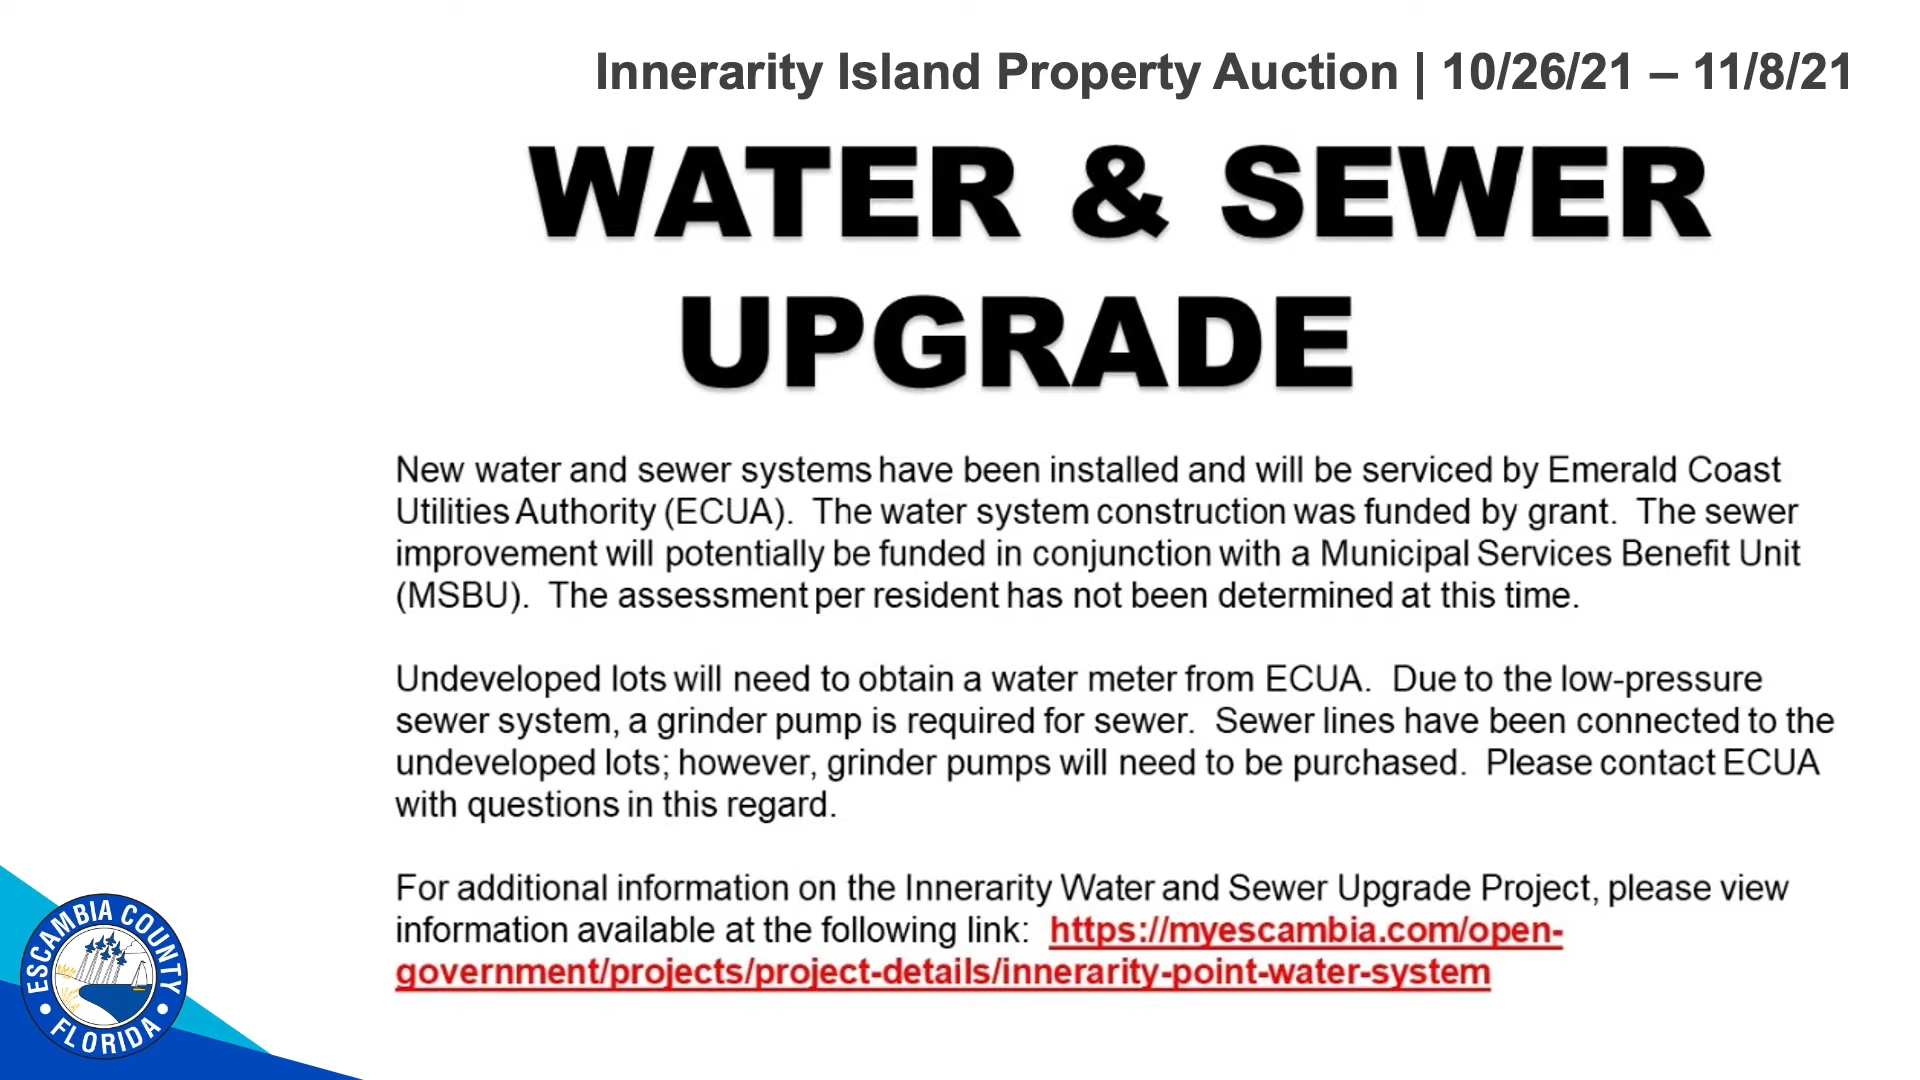 Innerarity Island Property Auction | 10/26/21 – 11/8/21
WATER & SEWER
UPGRADE
New water and sewer systems have been installed and will be serviced by Emerald Coast
Utilities Authority (ECUA).  The water system construction was funded by grant.  The sewer
improvement will potentially be funded in conjunction with a Municipal Services Benefit Unit
(MSBU).  The assessment per resident has not been determined at this time.
Undeveloped lots will need to obtain a water meter from ECUA.  Due to the low-pressure
sewer system, a grinder pump is required for sewer.  Sewer lines have been connected to the
undeveloped lots; however, grinder pumps will need to be purchased.  Please contact ECUA
with questions in this regard.
For additional information on the Innerarity Water and Sewer Upgrade Project, please view
information available at the following link:  https://myescambia.com/open-
government/projects/project-details/innerarity-point-water-system
ESCAMBIA COUNTY
FLORIDA